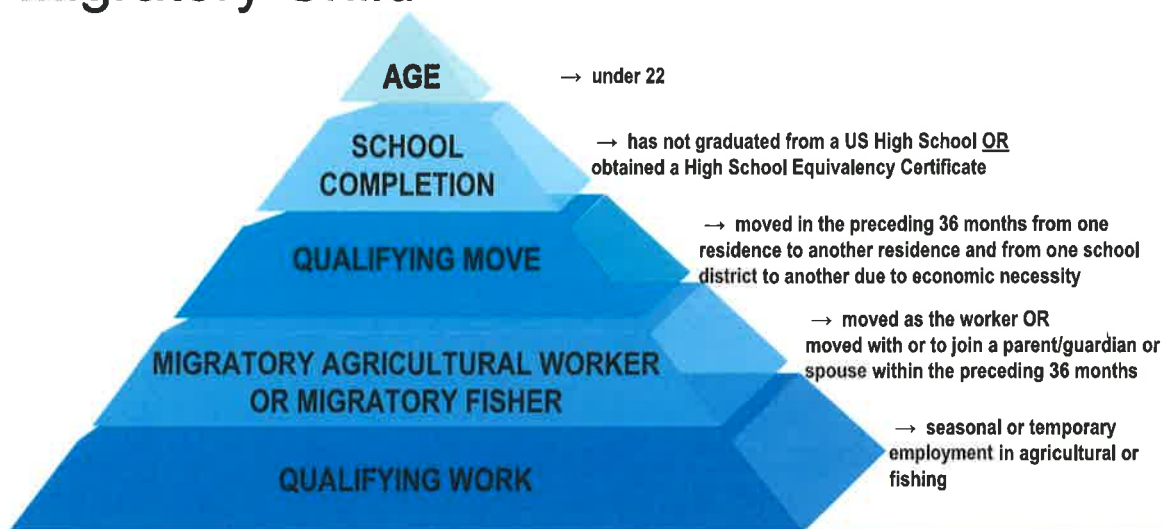 Migratory Child
AGE
→ under 22
SCHOOL
COMPLETION
→ has not graduated from a US High School OR
obtained a High School Equivalency Certificate
QUALIFYING MOVE
→ moved in the preceding 36 months from one
residence to another residence and from one school
district to another due to economic necessity
MIGRATORY AGRICULTURAL WORKER
OR MIGRATORY FISHER
→ moved as the worker OR
moved with or to join a parent/guardian or
spouse within the preceding 36 months
QUALIFYING WORK
→ seasonal or temporary
employment in agricultural or
fishing